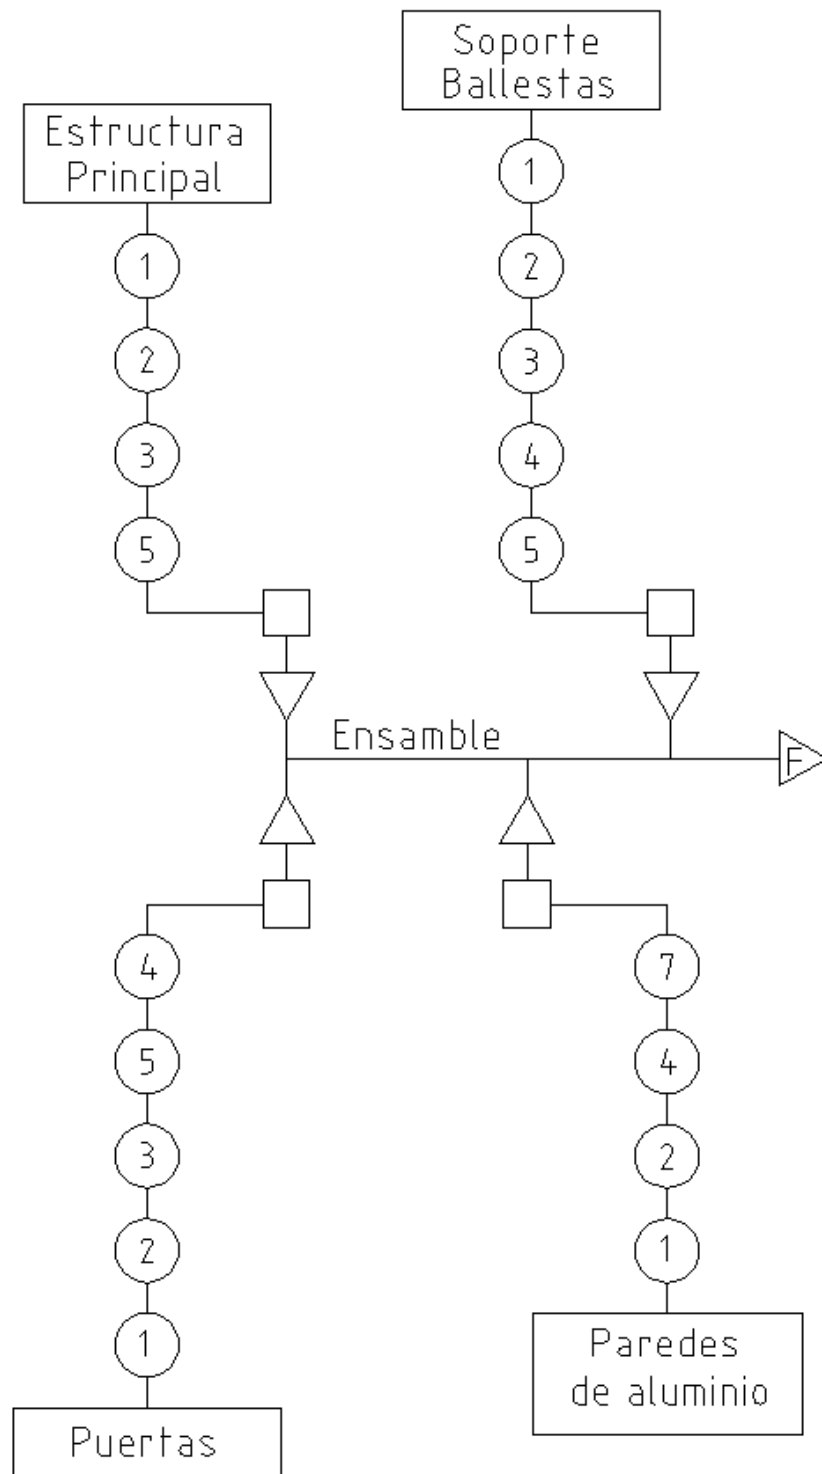 Soporte
Ballestas
Estructura
Principal
1
2
3
5
1
2
3
4
5
Ensamble
F
4
5
3
2
1
Puertas
7
4
2
1
Paredes
de aluminio